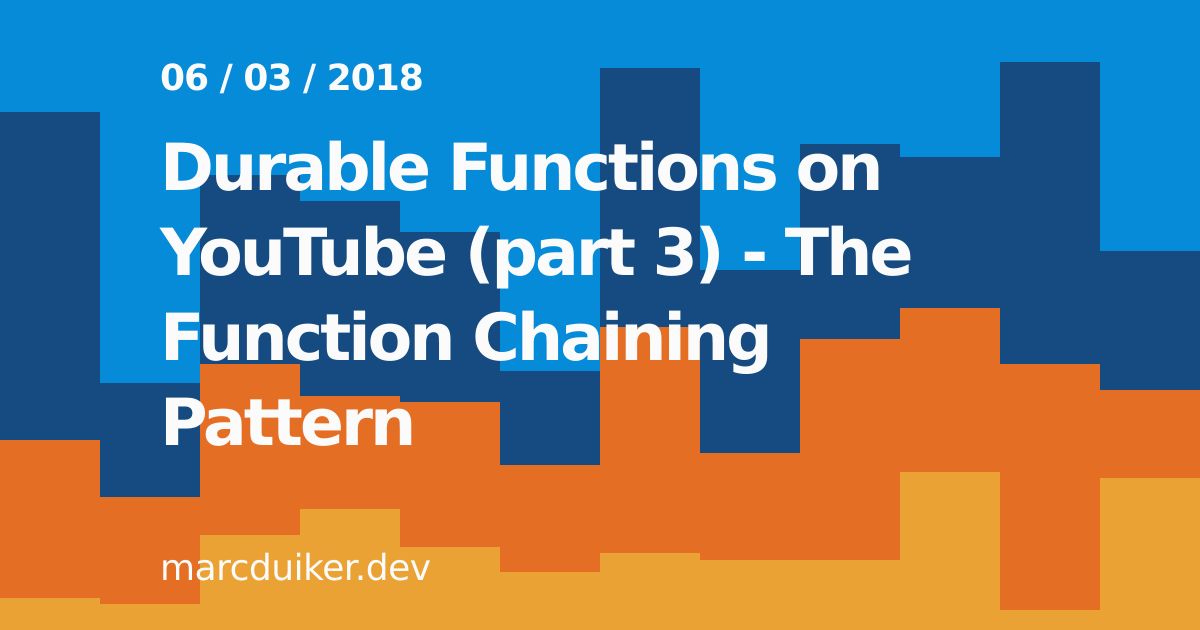 06 / 03 / 2018
Durable Functions on
YouTube (part 3) - The
Function Chaining
Pattern
marcduiker.dev